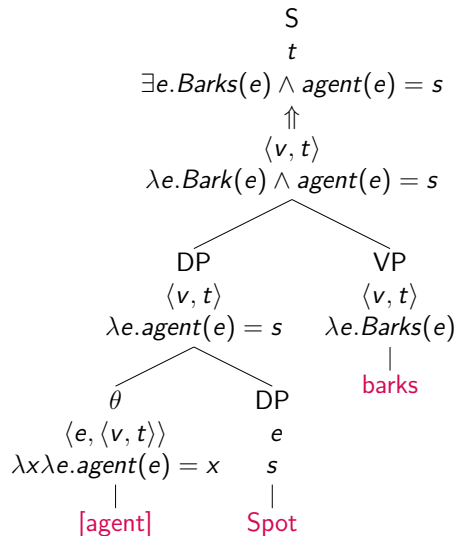 S
t
∃e.Barks(e) ∧ agent(e) = s
⇑
⟨v, t⟩
λe.Bark(e) ∧ agent(e) = s
DP VP
⟨v, t⟩ ⟨v, t⟩
λe.agent(e) = s λe.Barks(e)
barks
θ DP
⟨e, ⟨v, t⟩⟩ e
λxλe.agent(e) = x s
[agent] Spot